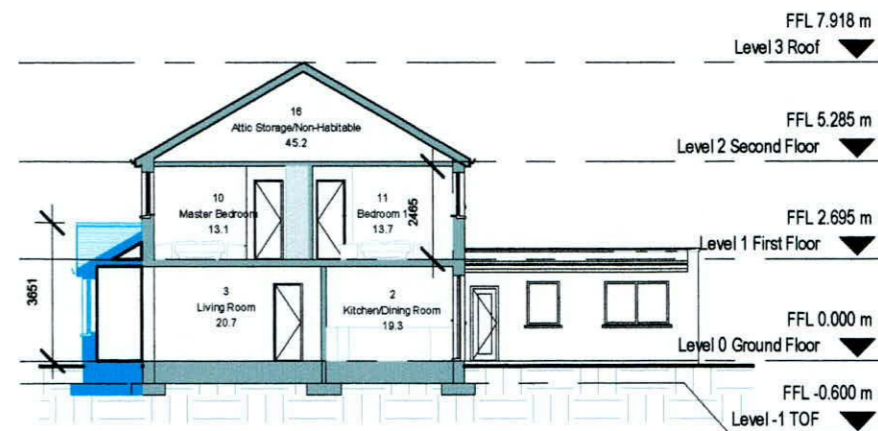 FFL 7.918 m
Level 3 Roof
16
Attic Storage/Non-Habitable
45.2
FFL 5.285 m
Level 2 Second Floor
10
Master Bedroom
13.1
11
Bedroom 1
13.7
2465
FFL 2.695 m
Level 1 First Floor
3651
3
Living Room
20.7
2
Kitchen/Dining Room
19.3
FFL 0.000 m
Level 0 Ground Floor
FFL -0.600 m
Level -1 TOF